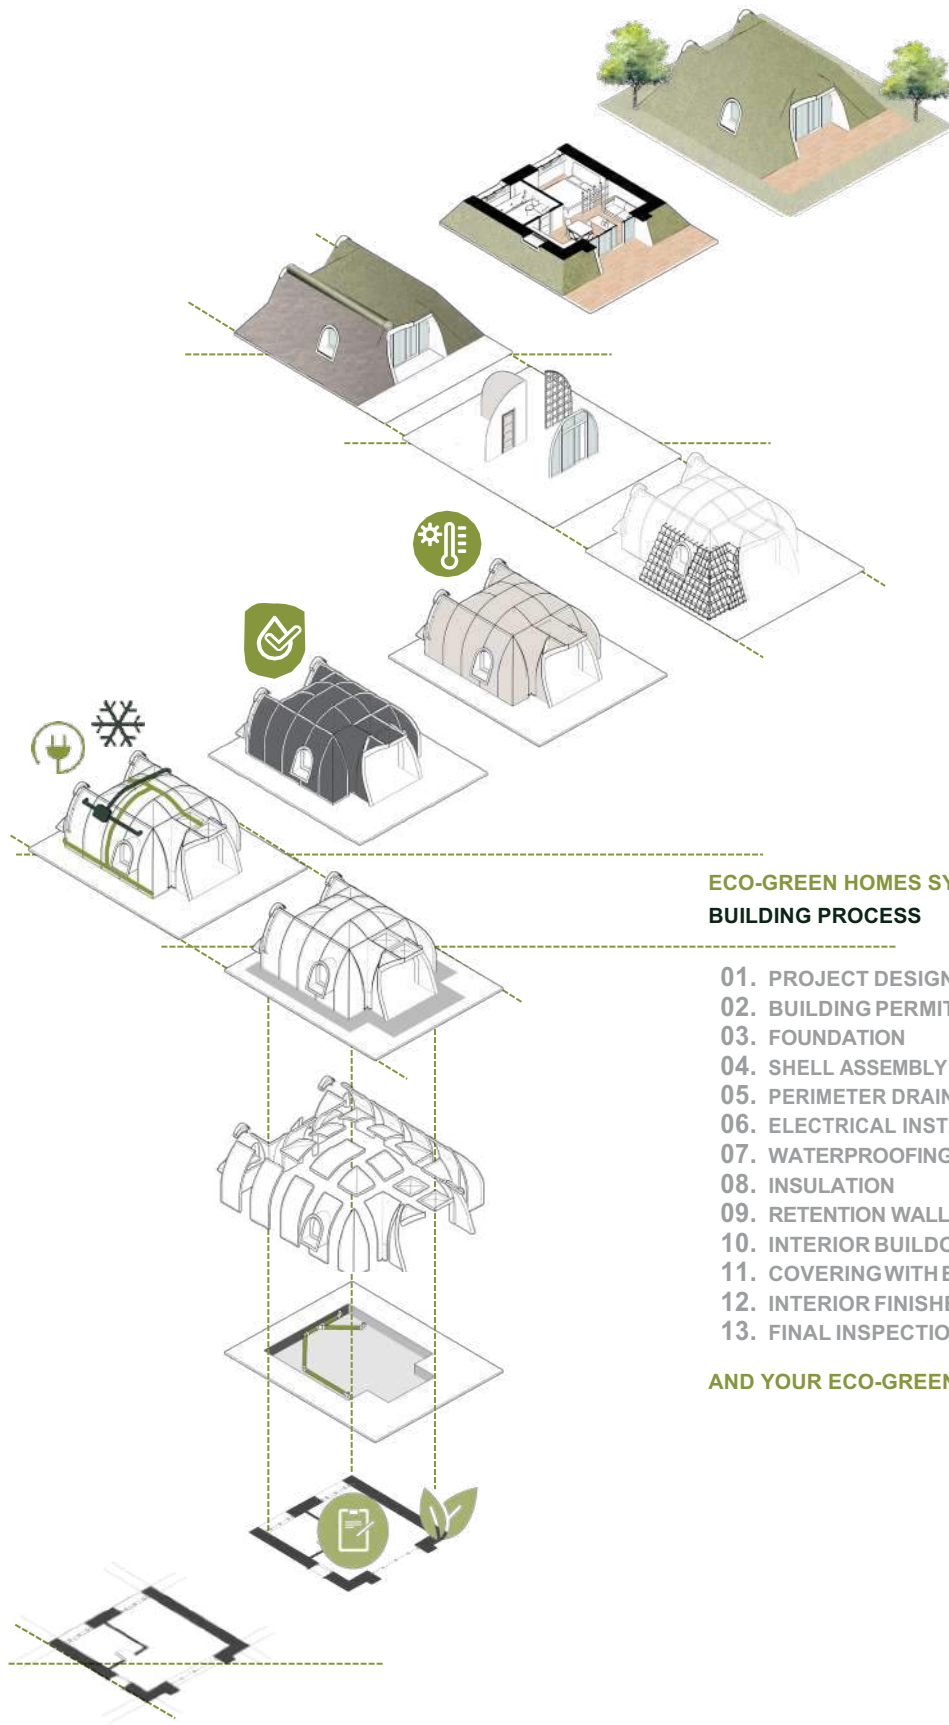 ECO-GREEN HOMES SY
BUILDING PROCESS
01. PROJECT DESIGN
02. BUILDING PERMIT
03. FOUNDATION
04. SHELL ASSEMBLY
05. PERIMETER DRAIN
06. ELECTRICAL INST
07. WATERPROOFING
08. INSULATION
09. RETENTION WALL
10. INTERIOR BUILDO
11. COVERING WITH E
12. INTERIOR FINISHE
13. FINAL INSPECTIO
AND YOUR ECO-GREEN